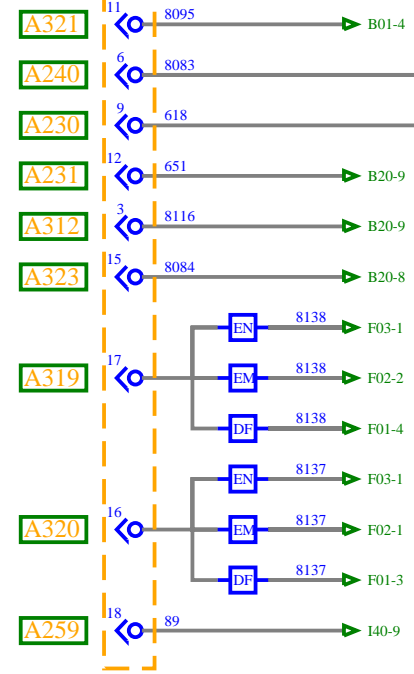 11 8095
A321 B01-4
6 8083
A240
9 618
A230
12 651
A231 B20-9
3 8116
A312 B20-9
15 8084
A323 B20-8
8138
EN F03-1
17 8138
A319 EM F02-2
8138
DF F01-4
8137
EN F03-1
16 8137
A320 EM F02-1
8137
DF F01-3
18 89
A259 I40-9